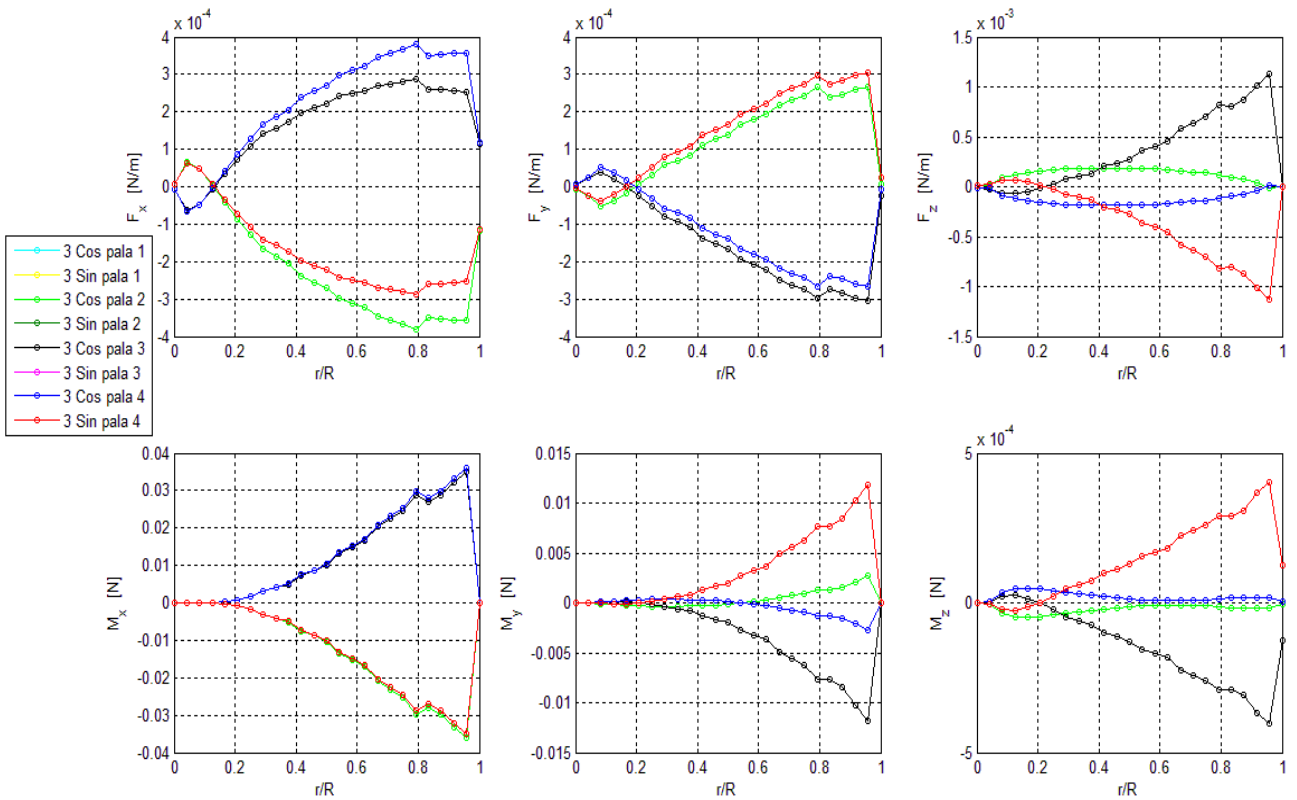 x 10^-4
4
3
2
1
0
-1
-2
-3
-4
F_x [N/m]
0 0.2 0.4 0.6 0.8 1
r/R
x 10^-4
4
3
2
1
0
-1
-2
-3
-4
F_y [N/m]
0 0.2 0.4 0.6 0.8 1
r/R
x 10^-3
1.5
1
0.5
0
-0.5
-1
-1.5
F_z [N/m]
0 0.2 0.4 0.6 0.8 1
r/R
3 Cos pala 1
3 Sin pala 1
3 Cos pala 2
3 Sin pala 2
3 Cos pala 3
3 Sin pala 3
3 Cos pala 4
3 Sin pala 4
0.04
0.03
0.02
0.01
0
-0.01
-0.02
-0.03
-0.04
M_x [N]
0 0.2 0.4 0.6 0.8 1
r/R
0.015
0.01
0.005
0
-0.005
-0.01
-0.015
M_y [N]
0 0.2 0.4 0.6 0.8 1
r/R
x 10^-4
5
0
-5
M_z [N]
0 0.2 0.4 0.6 0.8 1
r/R